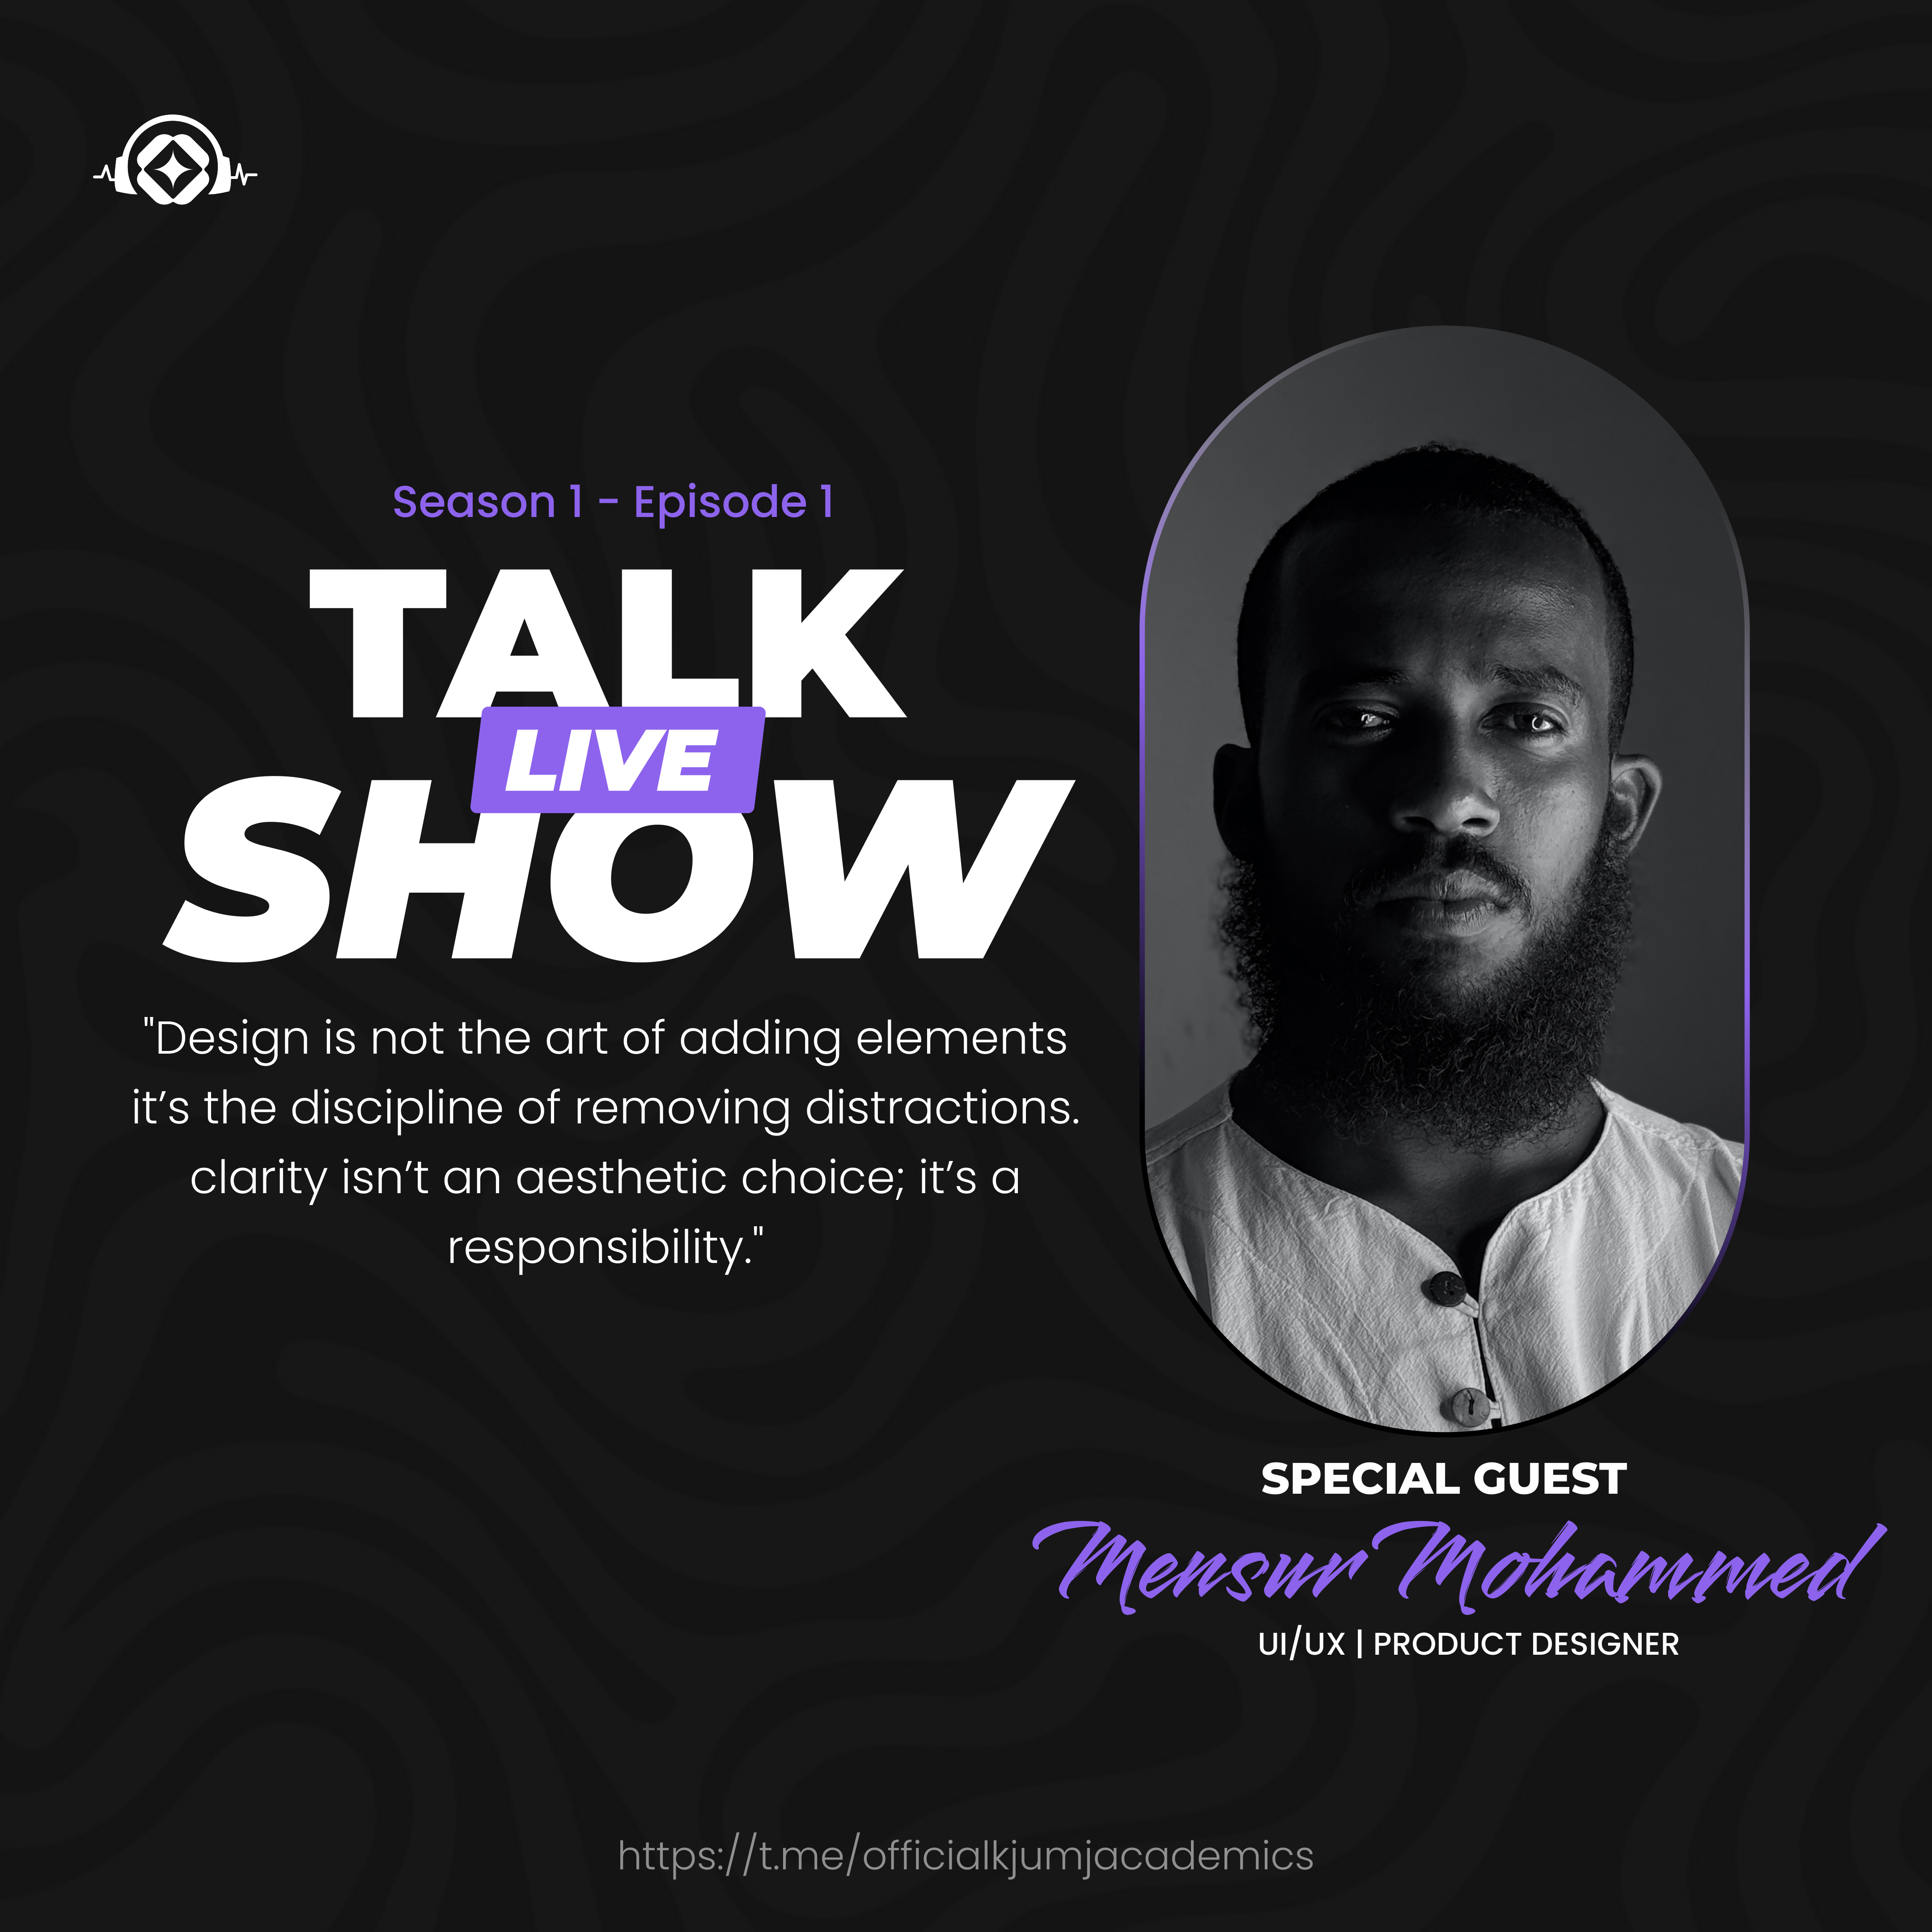 Season 1 - Episode 1
TALK
LIVE
SHOW
"Design is not the art of adding elements
it’s the discipline of removing distractions.
clarity isn’t an aesthetic choice; it’s a
responsibility."
SPECIAL GUEST
Mensur Mohammed
UI/UX | PRODUCT DESIGNER
https://t.me/officialkjumjacademics